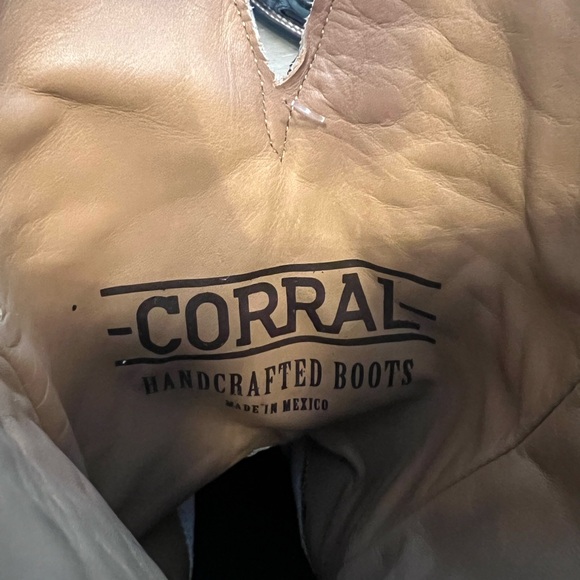 -CORRAL-
HANDCRAFTED BOOTS
MADE IN MEXICO